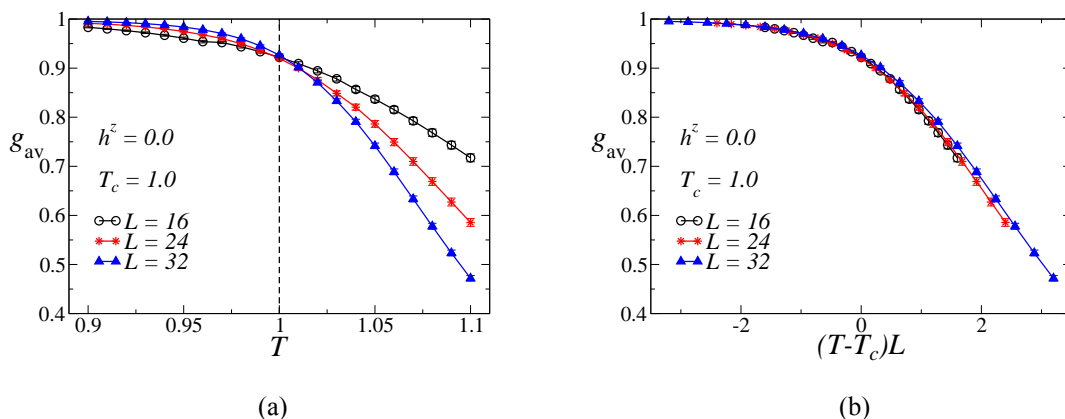 1
0.9
0.8
0.7
0.6
0.5
0.4
g_av
h^z = 0.0
T_c = 1.0
L = 16
L = 24
L = 32
0.9 0.95 1 1.05 1.1
T
(a)
1
0.9
0.8
0.7
0.6
0.5
0.4
g_av
h^z = 0.0
T_c = 1.0
L = 16
L = 24
L = 32
-2 0 2
(T-T_c)L
(b)